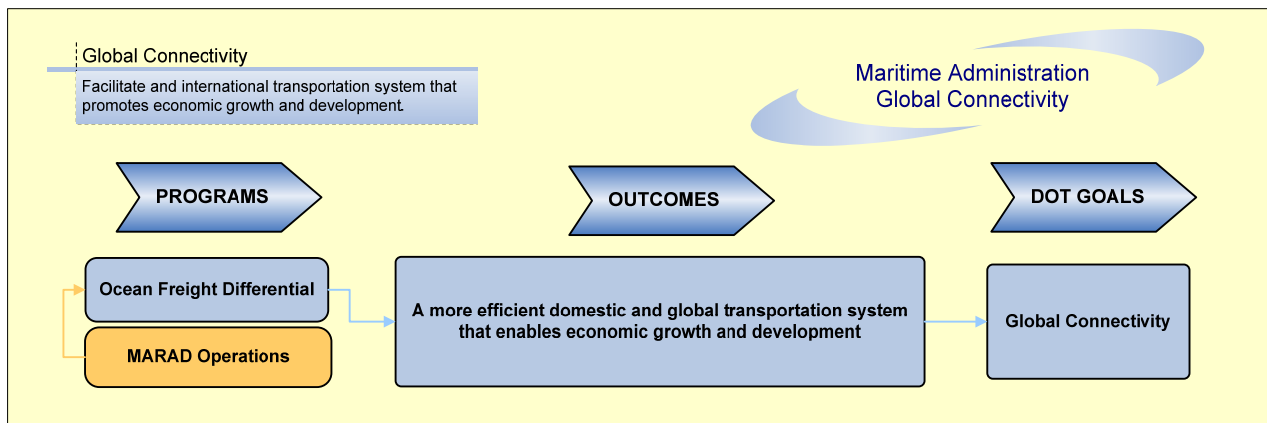 Global Connectivity
Facilitate and international transportation system that
promotes economic growth and development.
Maritime Administration
Global Connectivity
PROGRAMS
OUTCOMES
DOT GOALS
Ocean Freight Differential
MARAD Operations
A more efficient domestic and global transportation system
that enables economic growth and development
Global Connectivity